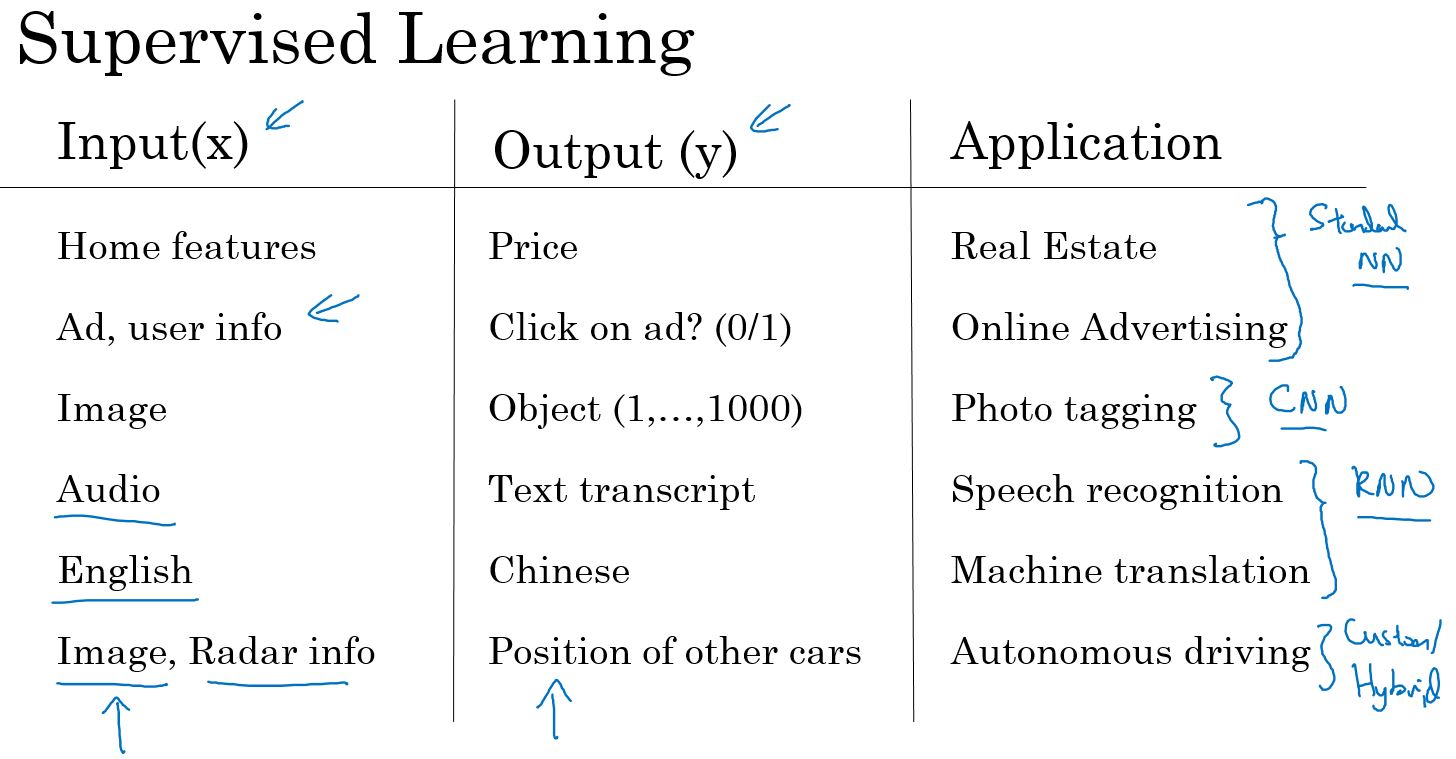 Supervised Learning
Input(x) Output (y) Application
Home features Price Real Estate Standard
NN
Ad, user info Click on ad? (0/1) Online Advertising
Image Object (1,…,1000) Photo tagging CNN
Audio Text transcript Speech recognition RNN
English Chinese Machine translation
Image, Radar info Position of other cars Autonomous driving Custom/
Hybrid